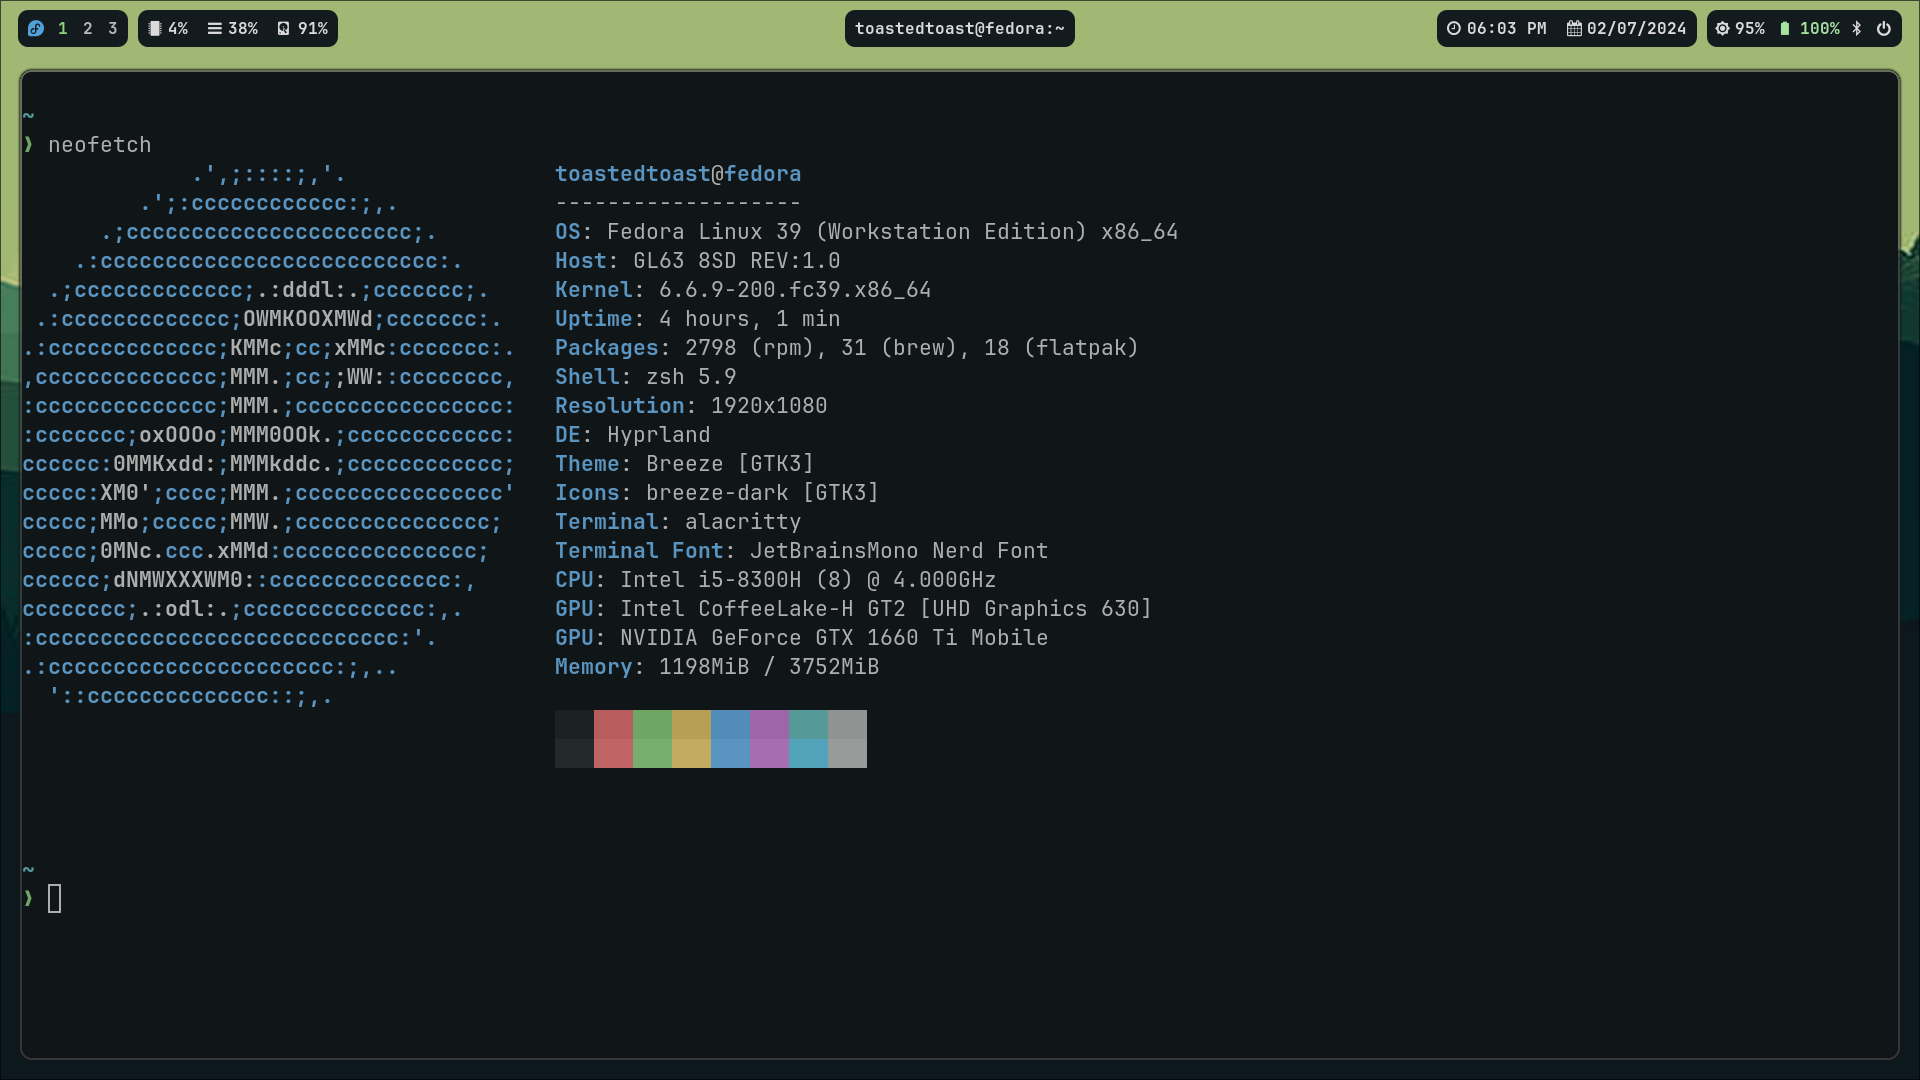 1 2 3 4% 38% 91% toastedtoast@fedora:~ 06:03 PM 02/07/2024 95% 100%
~
❯ neofetch
             .',;::::;,'.                toastedtoast@fedora
         .';:cccccccccccc:;,.            -------------------
      .;cccccccccccccccccccccc;.         OS: Fedora Linux 39 (Workstation Edition) x86_64
    .:cccccccccccccccccccccccccc:.       Host: GL63 8SD REV:1.0
  .;ccccccccccccc;.:dddl:.;ccccccc;.     Kernel: 6.6.9-200.fc39.x86_64
 .:ccccccccccccc;OWMKOOXMWd;ccccccc:.    Uptime: 4 hours, 1 min
.:ccccccccccccc;KMMc;cc;xMMc:ccccccc:.   Packages: 2798 (rpm), 31 (brew), 18 (flatpak)
,cccccccccccccc;MMM.;cc;;WW::cccccccc,   Shell: zsh 5.9
:cccccccccccccc;MMM.;cccccccccccccccc:   Resolution: 1920x1080
:ccccccc;oxOOOo;MMM0OOk.;cccccccccccc:   DE: Hyprland
cccccc:0MMKxdd:;MMMkddc.;cccccccccccc;   Theme: Breeze [GTK3]
ccccc:XM0';cccc;MMM.;cccccccccccccccc'   Icons: breeze-dark [GTK3]
ccccc;MMo;ccccc;MMW.;ccccccccccccccc;    Terminal: alacritty
ccccc;0MNc.ccc.xMMd:ccccccccccccccc;     Terminal Font: JetBrainsMono Nerd Font
cccccc;dNMWXXXWM0::cccccccccccccc:,      CPU: Intel i5-8300H (8) @ 4.000GHz
cccccccc;.:odl:.;cccccccccccccc:,.       GPU: Intel CoffeeLake-H GT2 [UHD Graphics 630]
:cccccccccccccccccccccccccccc:'.         GPU: NVIDIA GeForce GTX 1660 Ti Mobile
.:cccccccccccccccccccccc:;,..            Memory: 1198MiB / 3752MiB
  '::cccccccccccccc::;,.
~
❯